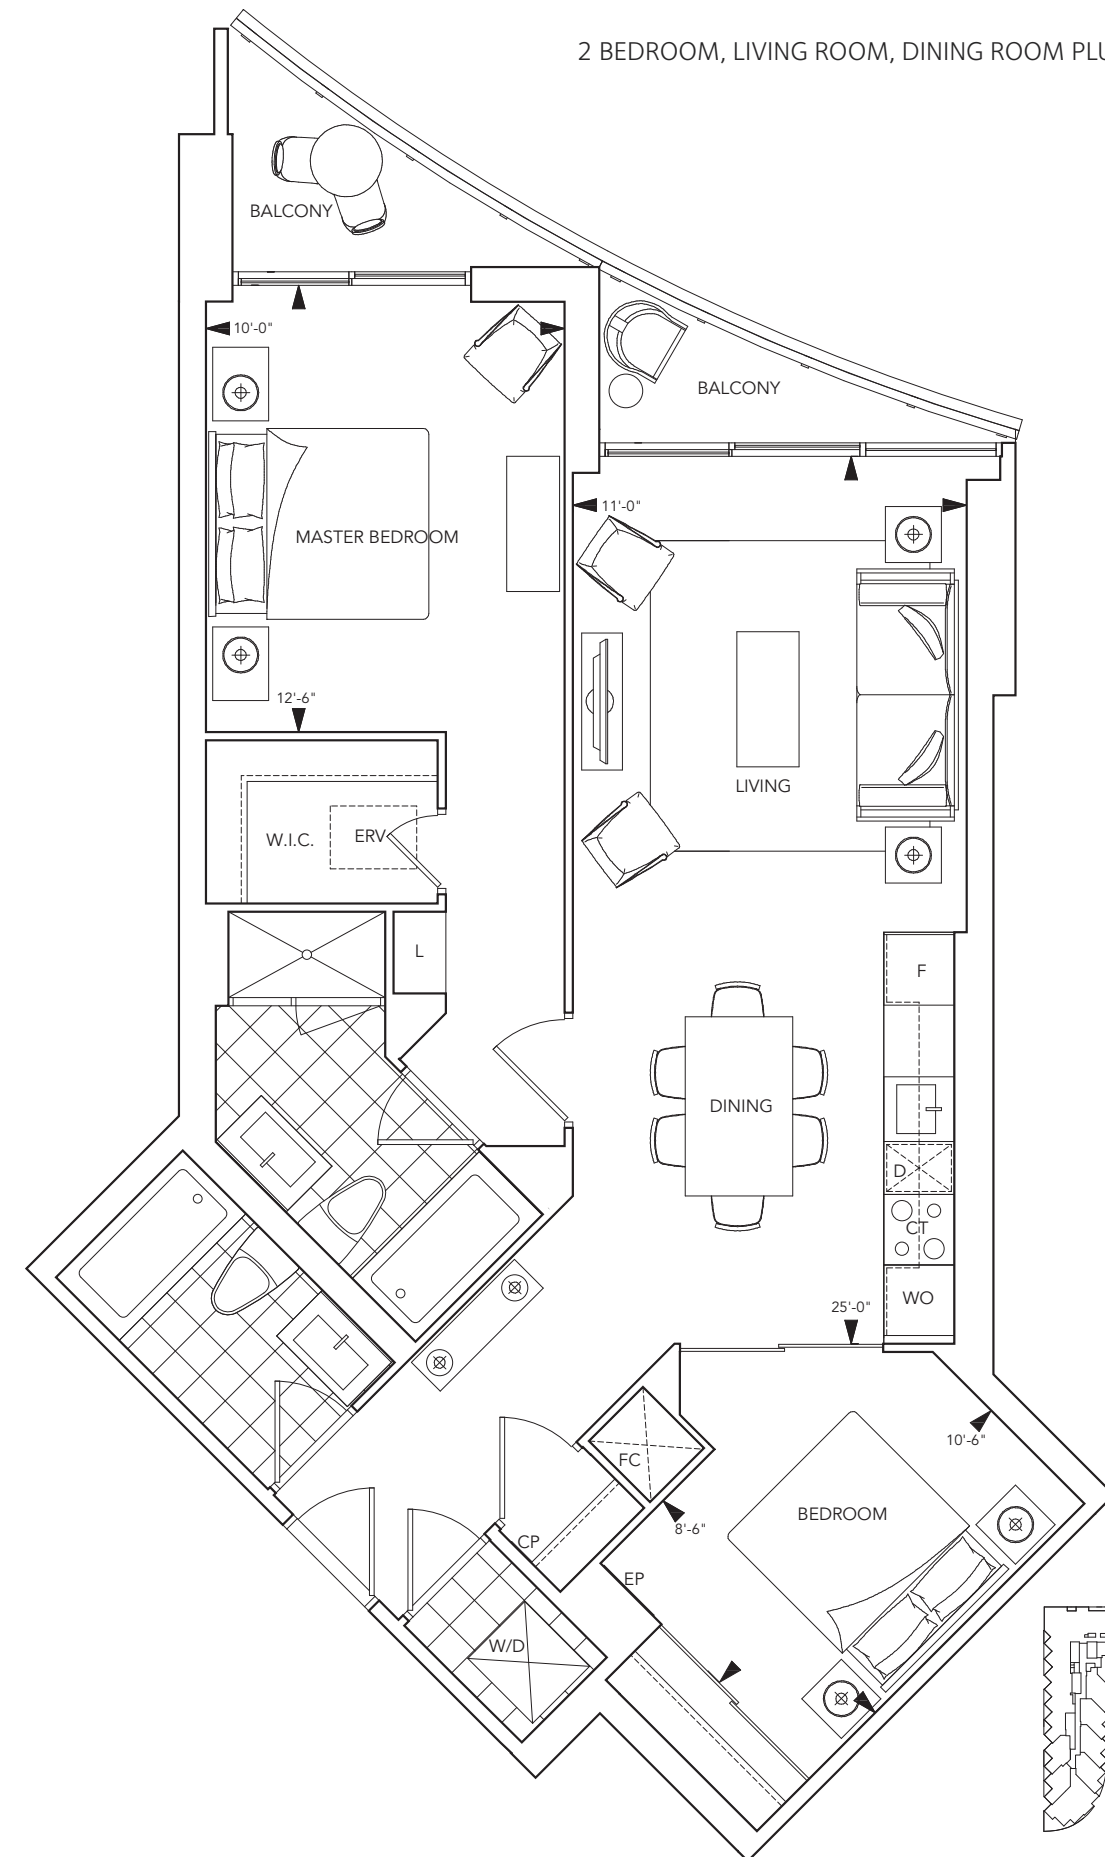 2 BEDROOM, LIVING ROOM, DINING ROOM
BALCONY
10'-0"
BALCONY
11'-0"
MASTER BEDROOM
12'-6"
LIVING
W.I.C.
ERV
L
F
DINING
D
CT
WO
25'-0"
10'-6"
FC
BEDROOM
8'-6"
CP
EP
W/D